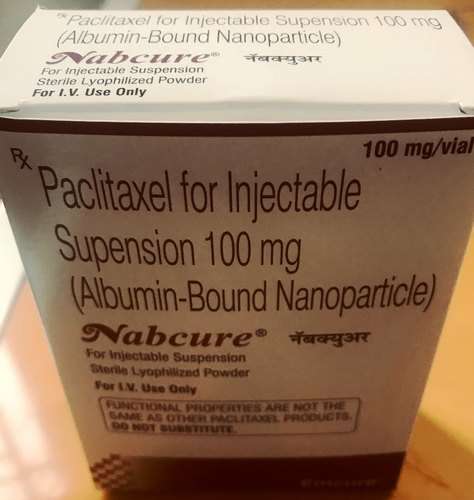 Rx Paclitaxel for Injectable Supension 100 mg
(Albumin-Bound Nanoparticle)
Nabcure® नॅबक्युअर
For Injectable Suspension
Sterile Lyophilized Powder
For I.V. Use Only
100 mg/vial
Rx Paclitaxel for Injectable
Supension 100 mg
(Albumin-Bound Nanoparticle)
Nabcure® नॅबक्युअर
For Injectable Suspension
Sterile Lyophilized Powder
For I.V. Use Only
FUNCTIONAL PROPERTIES ARE NOT THE
SAME AS OTHER PACLITAXEL PRODUCTS.
DO NOT SUBSTITUTE.
Emcure